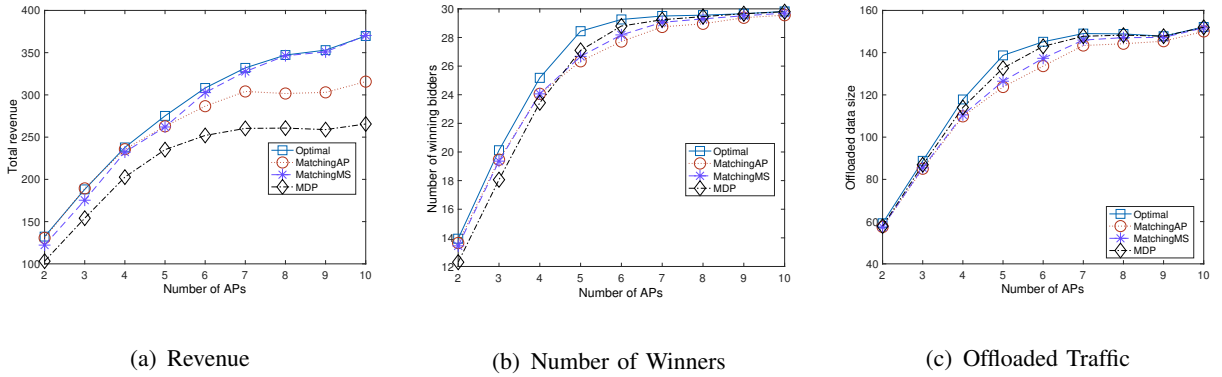 400
350
300
250
200
150
100
Total revenue
Optimal
MatchingAP
MatchingMS
MDP
2 3 4 5 6 7 8 9 10
Number of APs
(a) Revenue
30
28
26
24
22
20
18
16
14
12
Number of winning bidders
Optimal
MatchingAP
MatchingMS
MDP
2 3 4 5 6 7 8 9 10
Number of APs
(b) Number of Winners
160
140
120
100
80
60
40
Offloaded data size
Optimal
MatchingAP
MatchingMS
MDP
2 3 4 5 6 7 8 9 10
Number of APs
(c) Offloaded Traffic